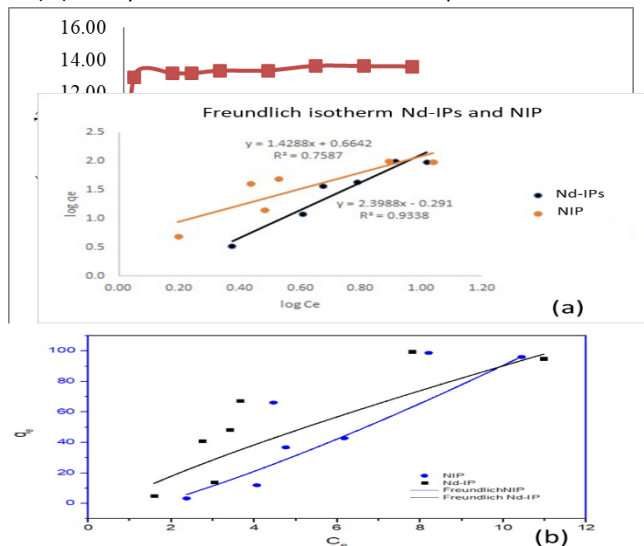 16.00
14.00
12.00
Freundlich isotherm Nd-IPs and NIP
2.5
2.0
1.5
1.0
0.5
0.0
log qe
y = 1.4288x + 0.6642
R² = 0.7587
y = 2.3988x - 0.291
R² = 0.9338
Nd-IPs
NIP
0.00 0.20 0.40 0.60 0.80 1.00 1.20
log Ce
(a)
100
80
60
40
20
0
qe
NIP
Nd-IP
FreundlichNIP
Freundlich Nd-IP
0 2 4 6 8 10 12
(b)